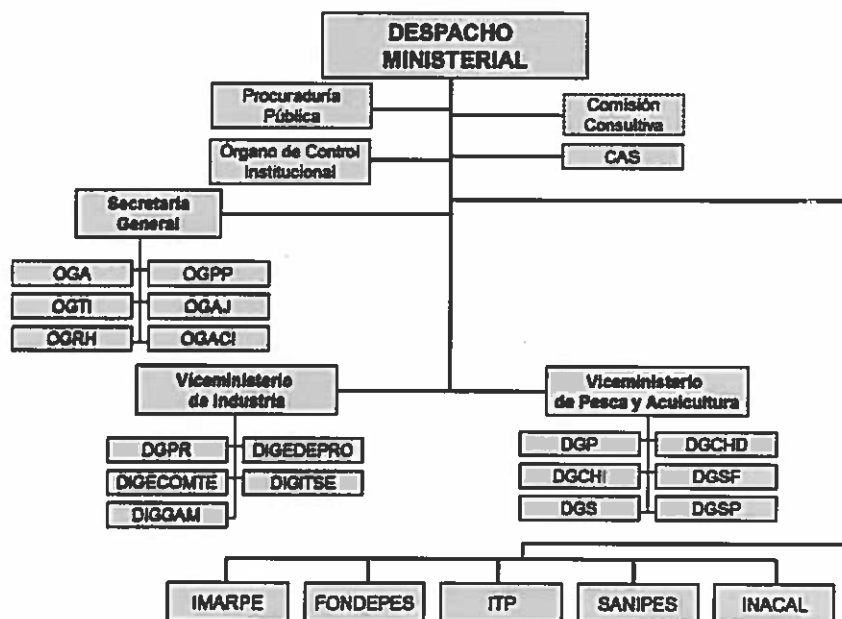 DESPACHO
MINISTERIAL
Procuraduría
Pública
Comisión
Consultiva
Órgano de Control
Institucional
CAS
Secretaría
General
OGA
OGPP
OGTI
OGAJ
OGRH
OGACI
Viceministerio
de Industria
Viceministerio
de Pesca y Acuicultura
DGPR
DIGEDEPRO
DIGECOMTE
DIGITSE
DIGGAM
DGP
DGCHD
DGCHI
DGSF
DGS
DGSP
IMARPE
FONDEPES
ITP
SANIPES
INACAL